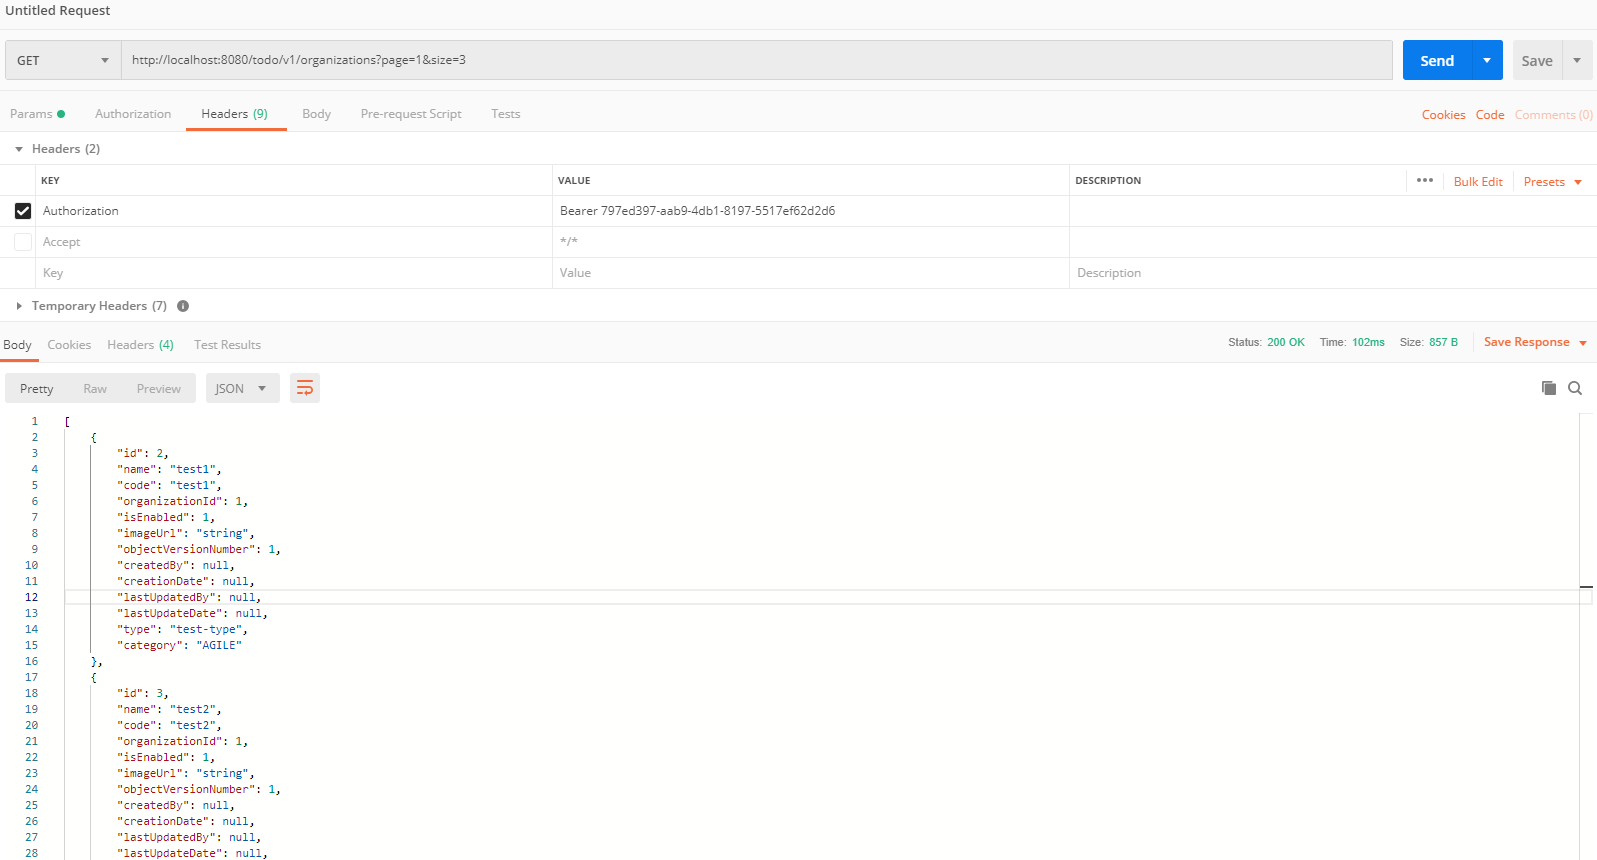 Untitled Request
GET http://localhost:8080/todo/v1/organizations?page=1&size=3 Send Save
Params Authorization Headers (9) Body Pre-request Script Tests Cookies Code Comments (0)
Headers (2)
KEY VALUE DESCRIPTION ••• Bulk Edit Presets
Authorization Bearer 797ed397-aab9-4db1-8197-5517ef62d2d6
Accept */*
Key Value Description
Temporary Headers (7) i
Body Cookies Headers (4) Test Results Status: 200 OK Time: 102ms Size: 857 B Save Response
Pretty Raw Preview JSON
1 [
2 {
3 "id": 2,
4 "name": "test1",
5 "code": "test1",
6 "organizationId": 1,
7 "isEnabled": 1,
8 "imageUrl": "string",
9 "objectVersionNumber": 1,
10 "createdBy": null,
11 "creationDate": null,
12 "lastUpdatedBy": null,
13 "lastUpdateDate": null,
14 "type": "test-type",
15 "category": "AGILE"
16 },
17 {
18 "id": 3,
19 "name": "test2",
20 "code": "test2",
21 "organizationId": 1,
22 "isEnabled": 1,
23 "imageUrl": "string",
24 "objectVersionNumber": 1,
25 "createdBy": null,
26 "creationDate": null,
27 "lastUpdatedBy": null,
28 "lastUpdateDate": null,